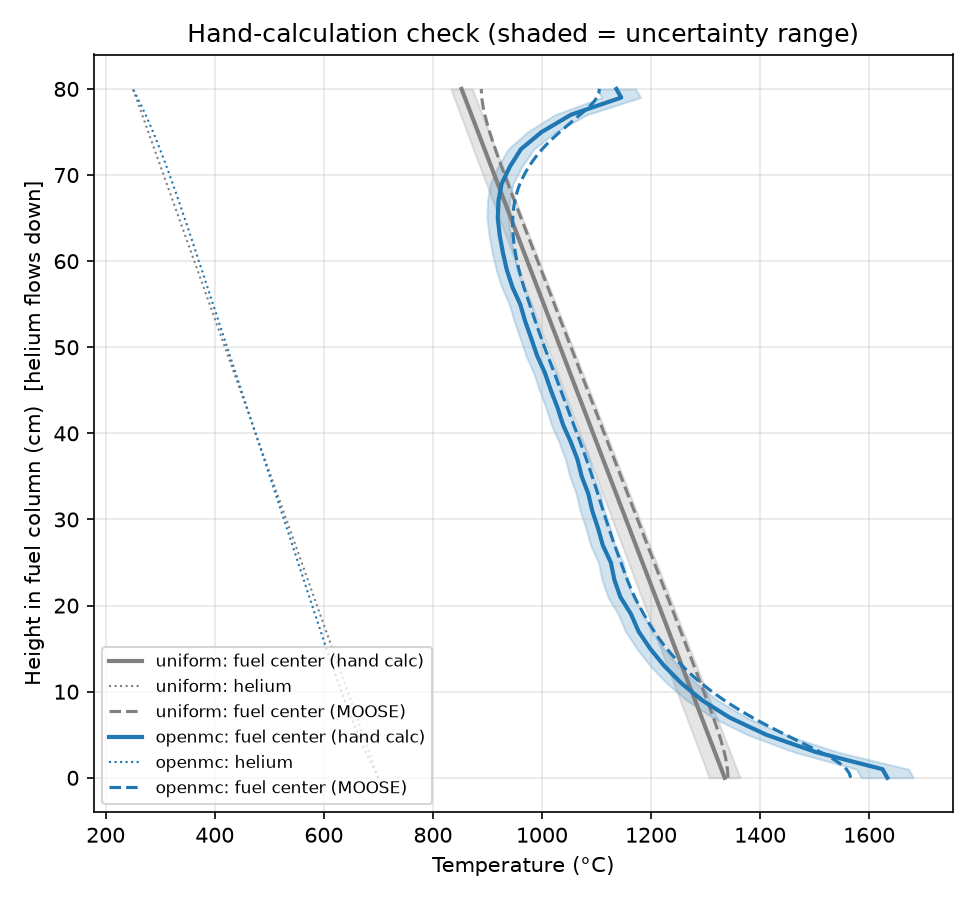 Hand-calculation check (shaded = uncertainty range)
Height in fuel column (cm)  [helium flows down]
80
70
60
50
40
30
20
10
0
uniform: fuel center (hand calc)
uniform: helium
uniform: fuel center (MOOSE)
openmc: fuel center (hand calc)
openmc: helium
openmc: fuel center (MOOSE)
200 400 600 800 1000 1200 1400 1600
Temperature (°C)